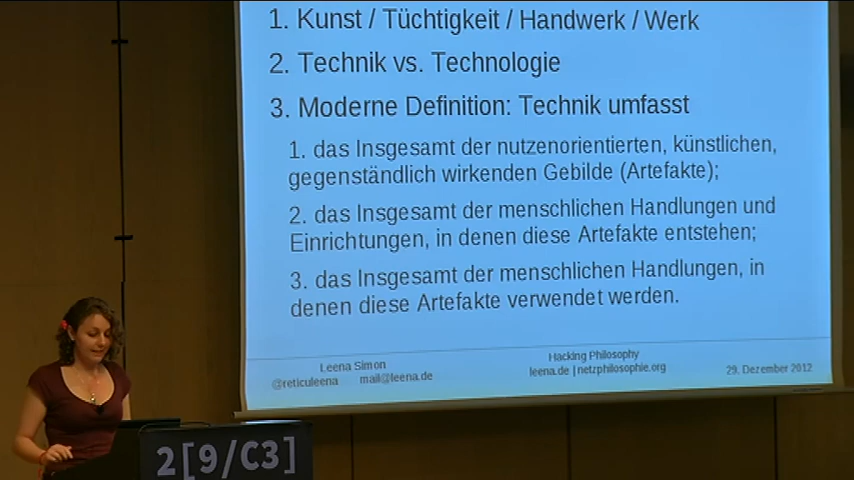 1. Kunst / Tüchtigkeit / Handwerk / Werk
2. Technik vs. Technologie
3. Moderne Definition: Technik umfasst
1. das Insgesamt der nutzenorientierten, künstlichen,
gegenständlich wirkenden Gebilde (Artefakte);
2. das Insgesamt der menschlichen Handlungen und
Einrichtungen, in denen diese Artefakte entstehen;
3. das Insgesamt der menschlichen Handlungen, in
denen diese Artefakte verwendet werden.
Leena Simon
@reticuleena mail@leena.de
Hacking Philosophy
leena.de | netzphilosophie.org
29. Dezember 2012
2[9/C3]